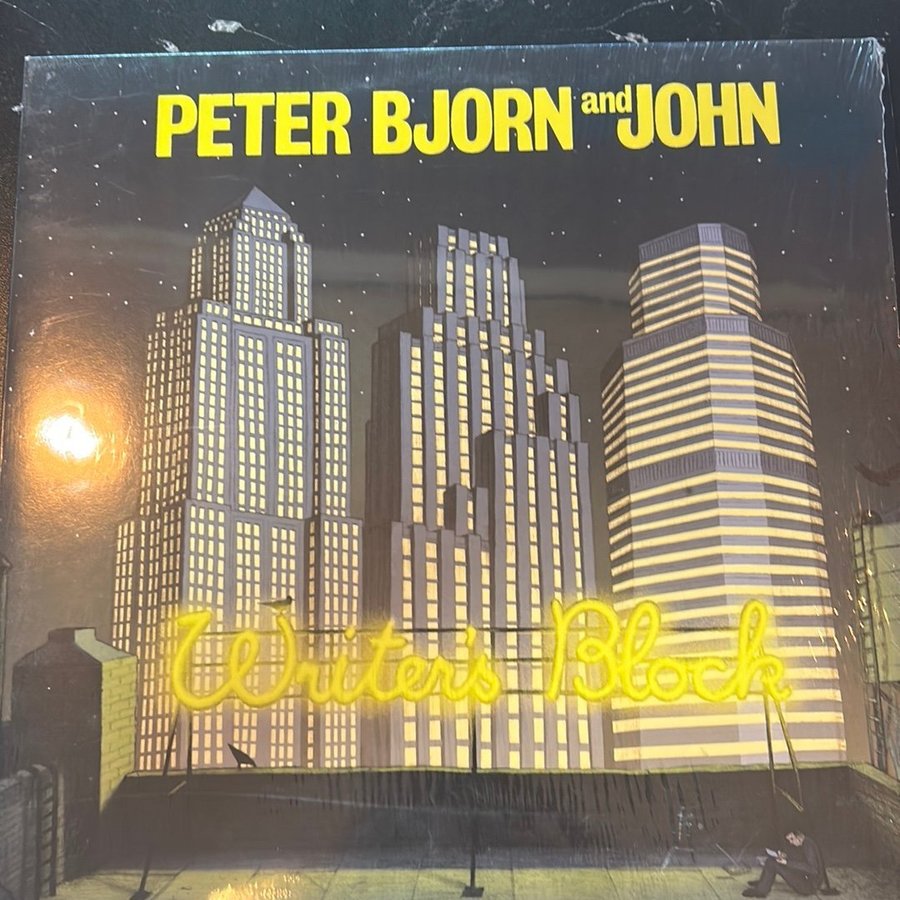 PETER BJORN and JOHN
Writer's Block